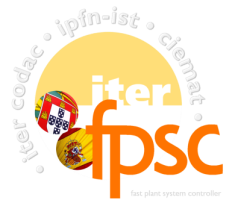 iter codac • ipfn-ist • ciemat •
iter
fpsc
fast plant system controller